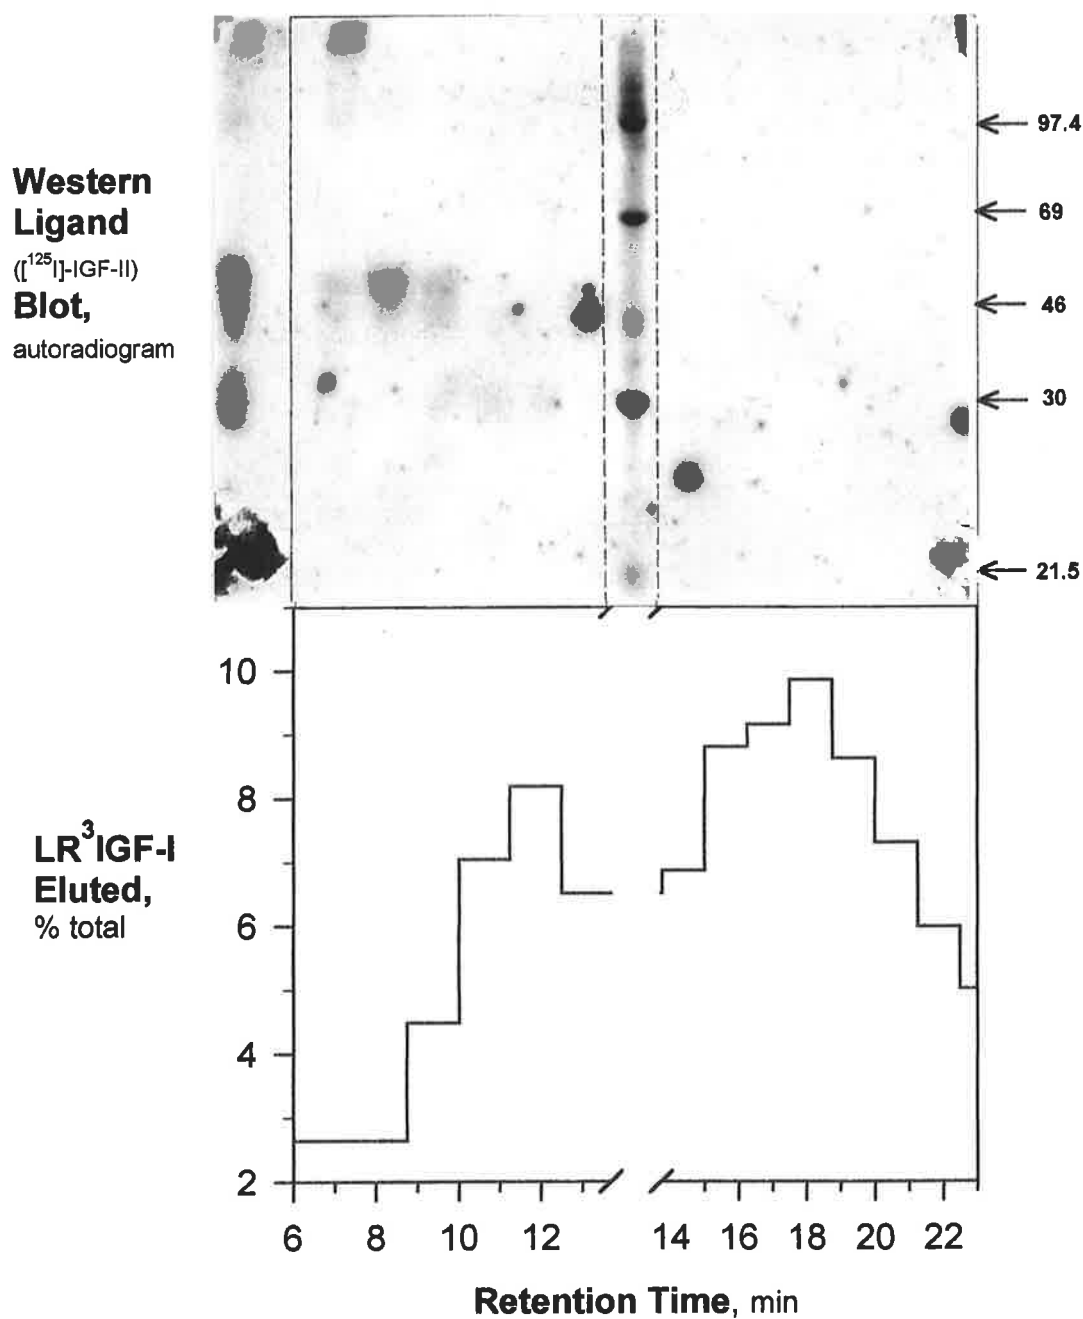 Western
Ligand
([¹²⁵I]-IGF-II)
Blot,
autoradiogram
97.4
69
46
30
21.5
10
8
6
4
2
LR³IGF-I
Eluted,
% total
6 8 10 12 14 16 18 20 22
Retention Time, min